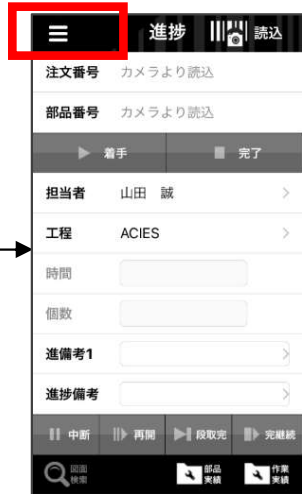 進捗 読込
注文番号 カメラより読込
部品番号 カメラより読込
着手 完了
担当者 山田 誠
工程 ACIES
時間
個数
進備考1
進捗備考
中断 再開 段取完 完継続
図面
検索
部品
実績
作業
実績